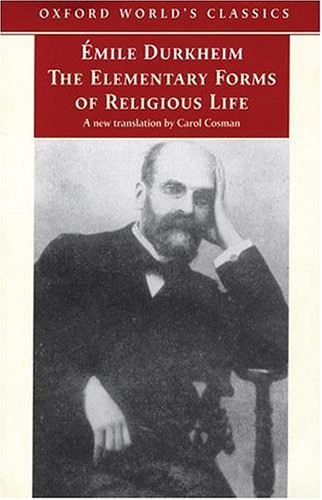 OXFORD WORLD'S CLASSICS
ÉMILE DURKHEIM
THE ELEMENTARY FORMS
OF RELIGIOUS LIFE
A new translation by Carol Cosman